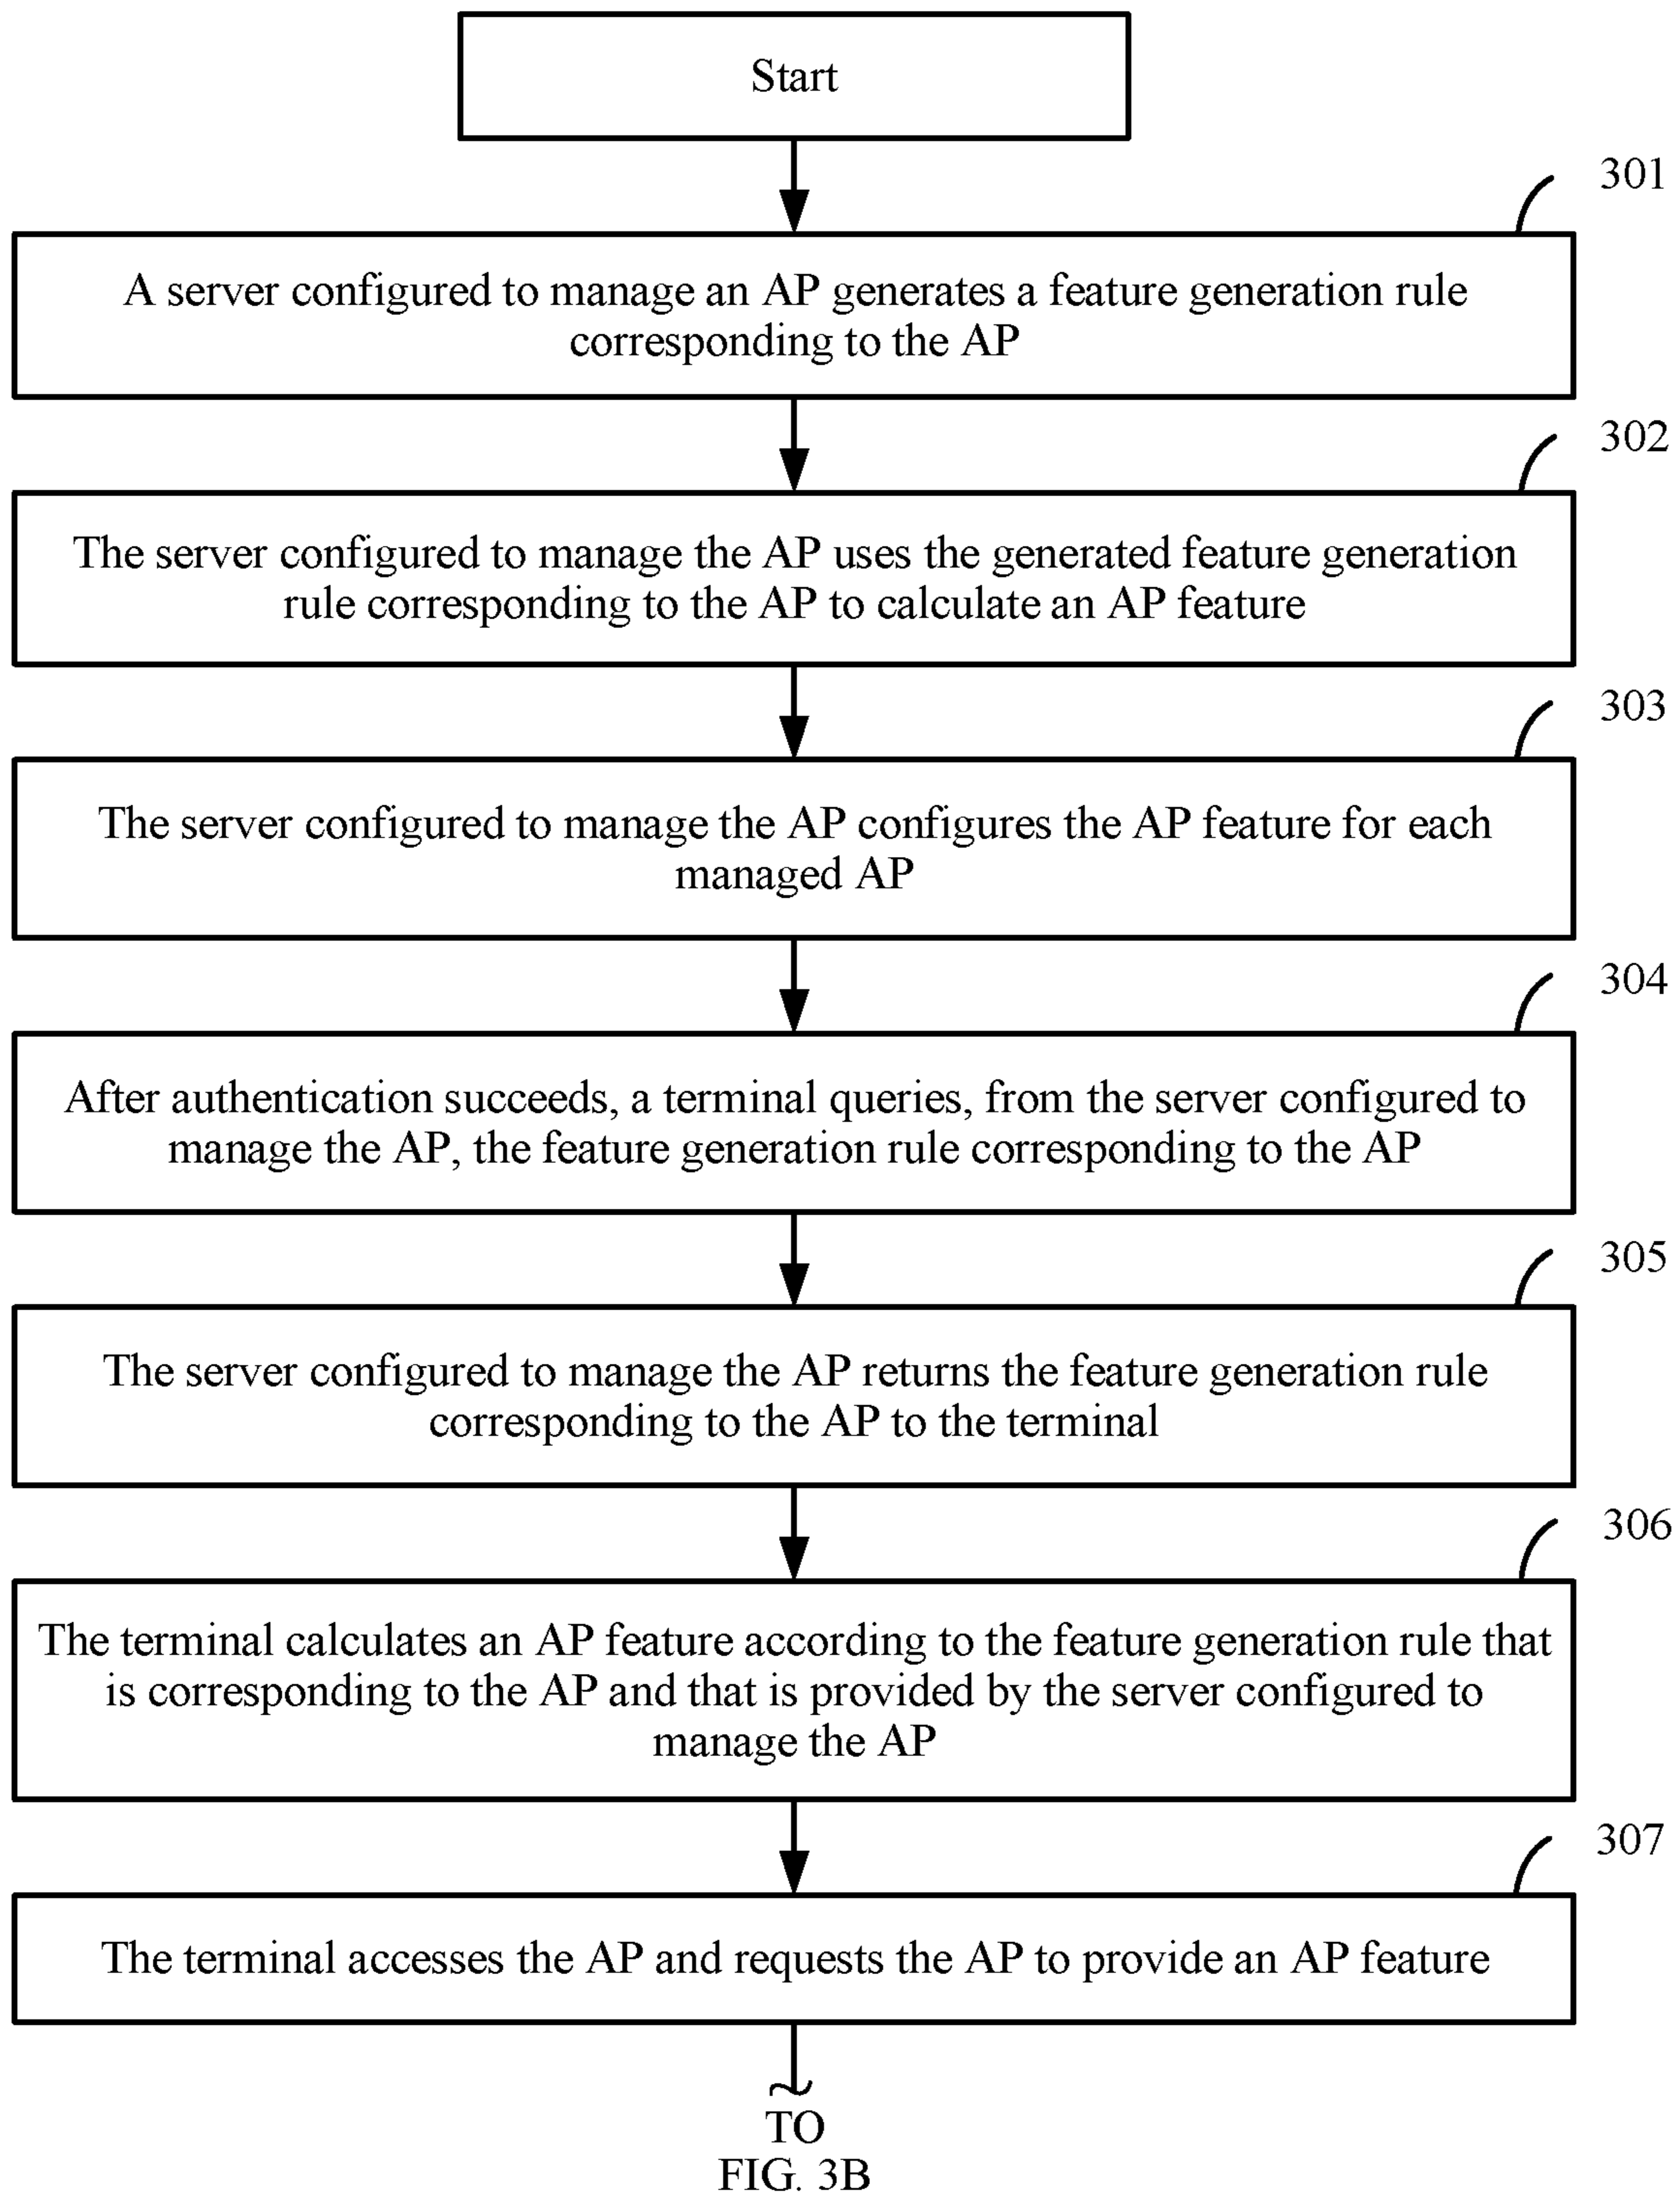 Start
301
A server configured to manage an AP generates a feature generation rule
corresponding to the AP
302
The server configured to manage the AP uses the generated feature generation
rule corresponding to the AP to calculate an AP feature
303
The server configured to manage the AP configures the AP feature for each
managed AP
304
After authentication succeeds, a terminal queries, from the server configured to
manage the AP, the feature generation rule corresponding to the AP
305
The server configured to manage the AP returns the feature generation rule
corresponding to the AP to the terminal
306
The terminal calculates an AP feature according to the feature generation rule that
is corresponding to the AP and that is provided by the server configured to
manage the AP
307
The terminal accesses the AP and requests the AP to provide an AP feature
TO
FIG. 3B